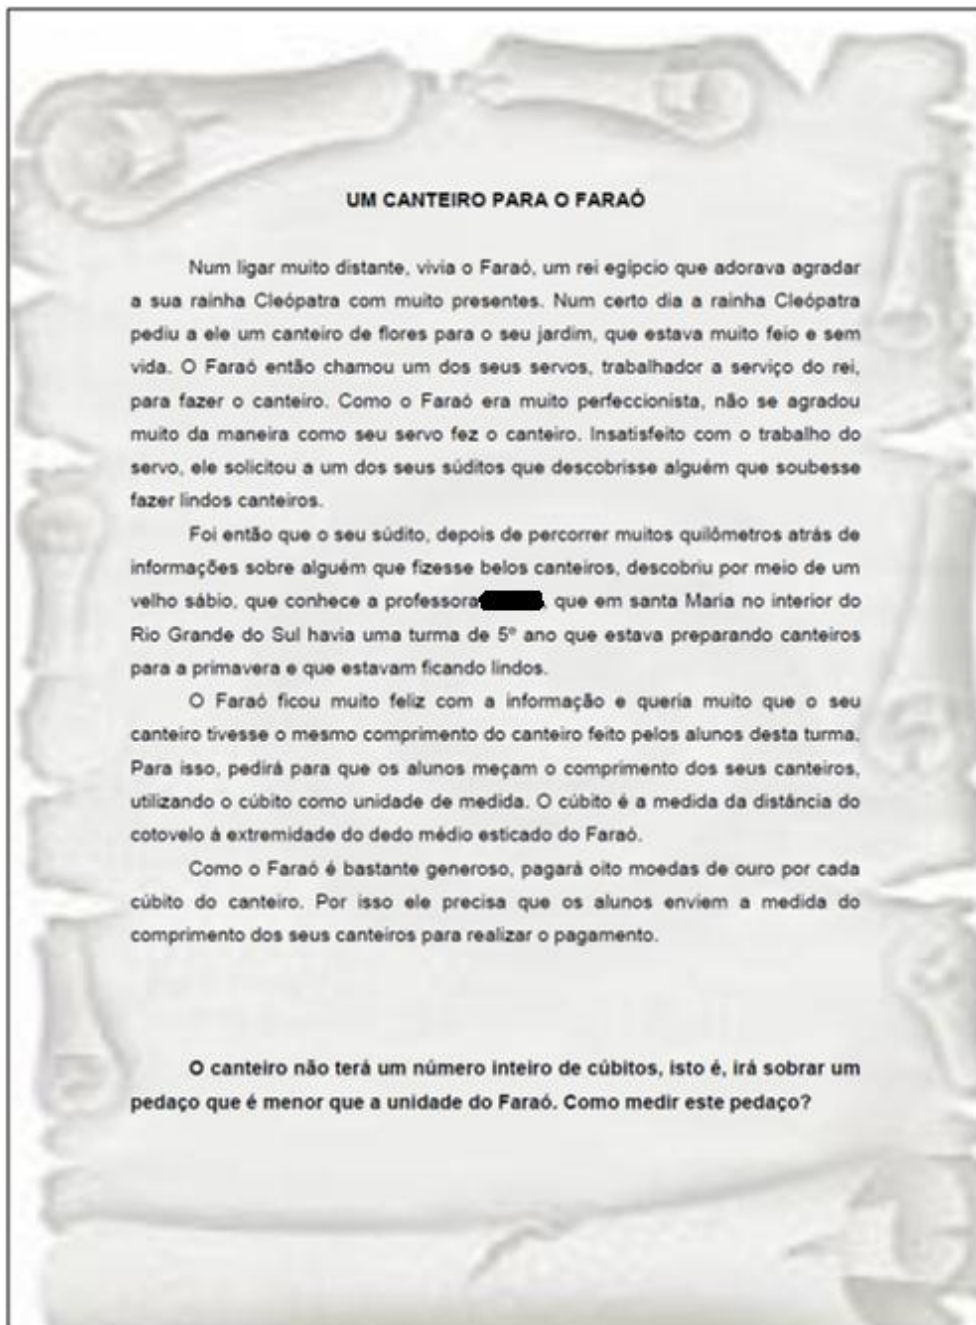 UM CANTEIRO PARA O FARAÓ
Num ligar muito distante, vivia o Faraó, um rei egípcio que adorava agradar
a sua rainha Cleópatra com muito presentes. Num certo dia a rainha Cleópatra
pediu a ele um canteiro de flores para o seu jardim, que estava muito feio e sem
vida. O Faraó então chamou um dos seus servos, trabalhador a serviço do rei,
para fazer o canteiro. Como o Faraó era muito perfeccionista, não se agradou
muito da maneira como seu servo fez o canteiro. Insatisfeito com o trabalho do
servo, ele solicitou a um dos seus súditos que descobrisse alguém que soubesse
fazer lindos canteiros.
Foi então que o seu súdito, depois de percorrer muitos quilômetros atrás de
informações sobre alguém que fizesse belos canteiros, descobriu por meio de um
velho sábio, que conhece a professora , que em santa Maria no interior do
Rio Grande do Sul havia uma turma de 5º ano que estava preparando canteiros
para a primavera e que estavam ficando lindos.
O Faraó ficou muito feliz com a informação e queria muito que o seu
canteiro tivesse o mesmo comprimento do canteiro feito pelos alunos desta turma.
Para isso, pedirá para que os alunos meçam o comprimento dos seus canteiros,
utilizando o cúbito como unidade de medida. O cúbito é a medida da distância do
cotovelo á extremidade do dedo médio esticado do Faraó.
Como o Faraó é bastante generoso, pagará oito moedas de ouro por cada
cúbito do canteiro. Por isso ele precisa que os alunos enviem a medida do
comprimento dos seus canteiros para realizar o pagamento.
O canteiro não terá um número inteiro de cúbitos, isto é, irá sobrar um
pedaço que é menor que a unidade do Faraó. Como medir este pedaço?